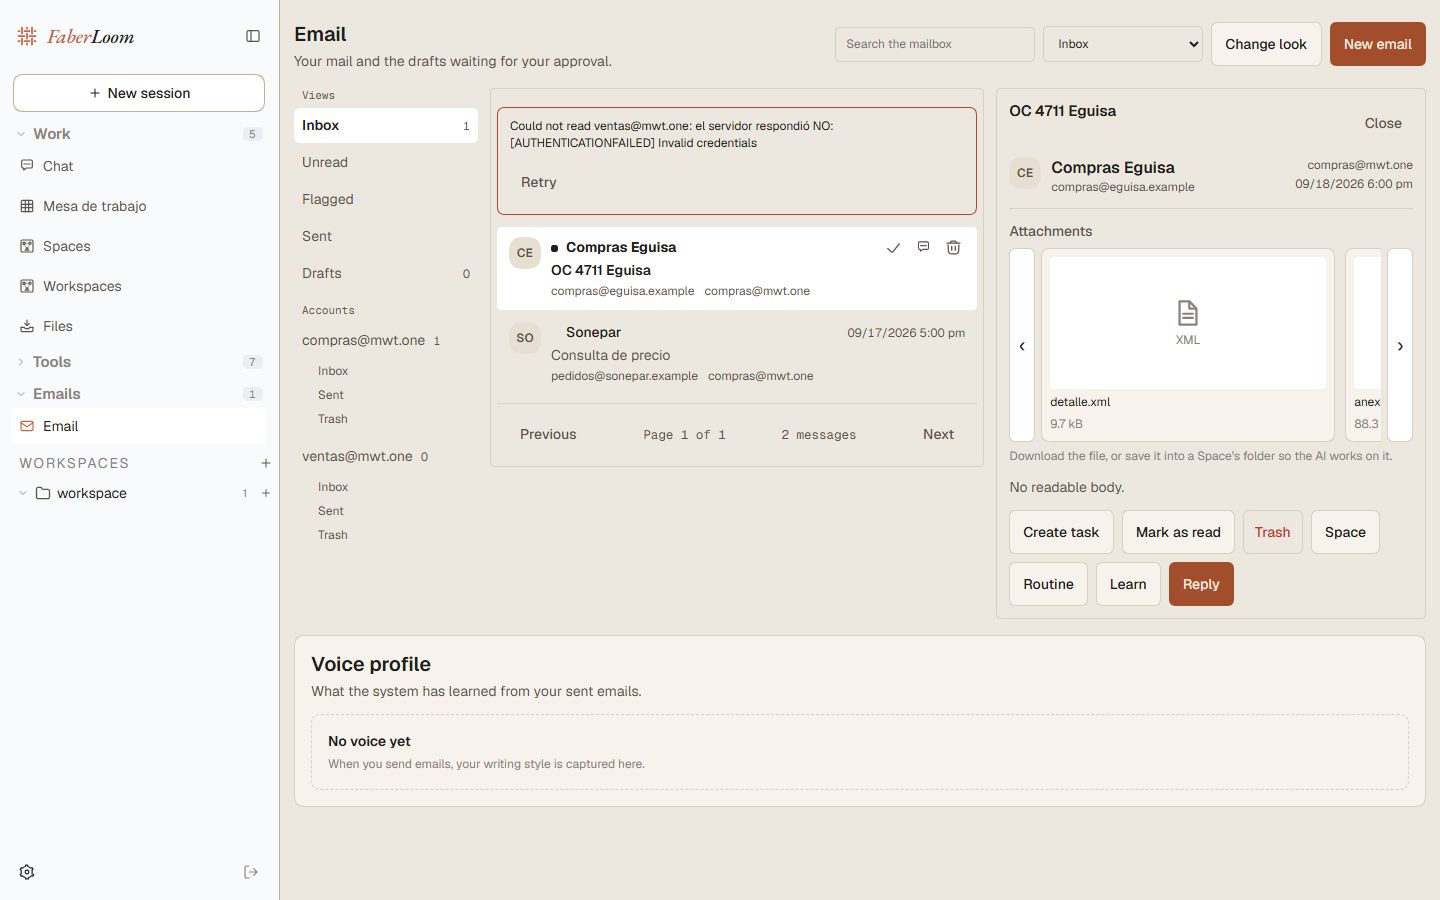 FaberLoom
New session
Work 5
Chat
Mesa de trabajo
Spaces
Workspaces
Files
Tools 7
Emails 1
Email
WORKSPACES
workspace 1
Email
Your mail and the drafts waiting for your approval.
Search the mailbox
Inbox
Change look
New email
Views
Inbox 1
Unread
Flagged
Sent
Drafts 0
Accounts
compras@mwt.one 1
Inbox
Sent
Trash
ventas@mwt.one 0
Inbox
Sent
Trash
Could not read ventas@mwt.one: el servidor respondió NO:
[AUTHENTICATIONFAILED] Invalid credentials
Retry
CE
Compras Eguisa
OC 4711 Eguisa
compras@eguisa.example compras@mwt.one
SO
Sonepar 09/17/2026 5:00 pm
Consulta de precio
pedidos@sonepar.example compras@mwt.one
Previous Page 1 of 1 2 messages Next
OC 4711 Eguisa
Close
CE
Compras Eguisa compras@mwt.one
compras@eguisa.example 09/18/2026 6:00 pm
Attachments
XML
detalle.xml
9.7 kB
anex
88.3
Download the file, or save it into a Space's folder so the AI works on it.
No readable body.
Create task
Mark as read
Trash
Space
Routine
Learn
Reply
Voice profile
What the system has learned from your sent emails.
No voice yet
When you send emails, your writing style is captured here.